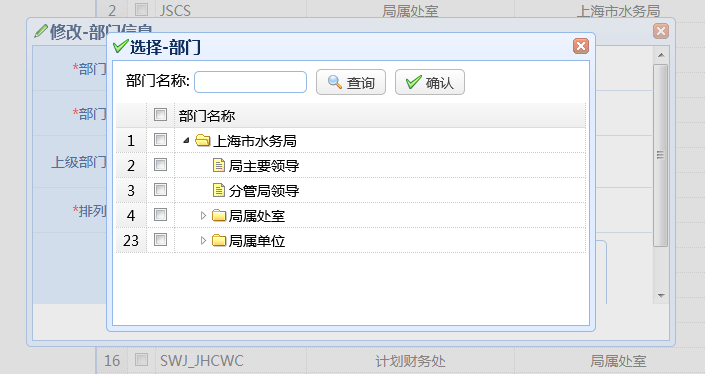 2 JSCS 局属处室 上海市水务局
修改-部门信息
选择-部门
*部门
部门名称: 查询 确认
*部门
部门名称
1 上海市水务局
上级部门
2 局主要领导
3 分管局领导
*排列
4 局属处室
23 局属单位
16 SWJ_JHCWC 计划财务处 局属处室